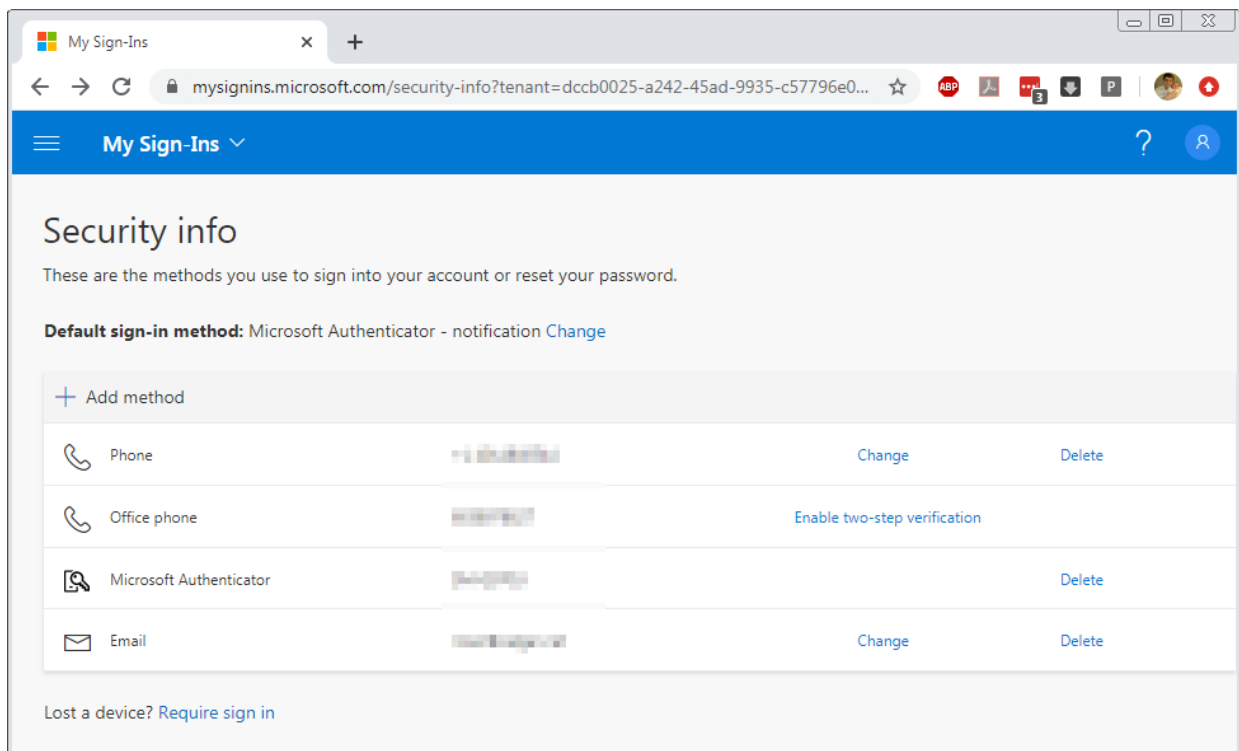 My Sign-Ins
mysignins.microsoft.com/security-info?tenant=dccb0025-a242-45ad-9935-c57796e0...
ABP
3
P
My Sign-Ins
?
Security info
These are the methods you use to sign into your account or reset your password.
Default sign-in method: Microsoft Authenticator - notification Change
+ Add method
Phone Change Delete
Office phone Enable two-step verification
Microsoft Authenticator Delete
Email Change Delete
Lost a device? Require sign in